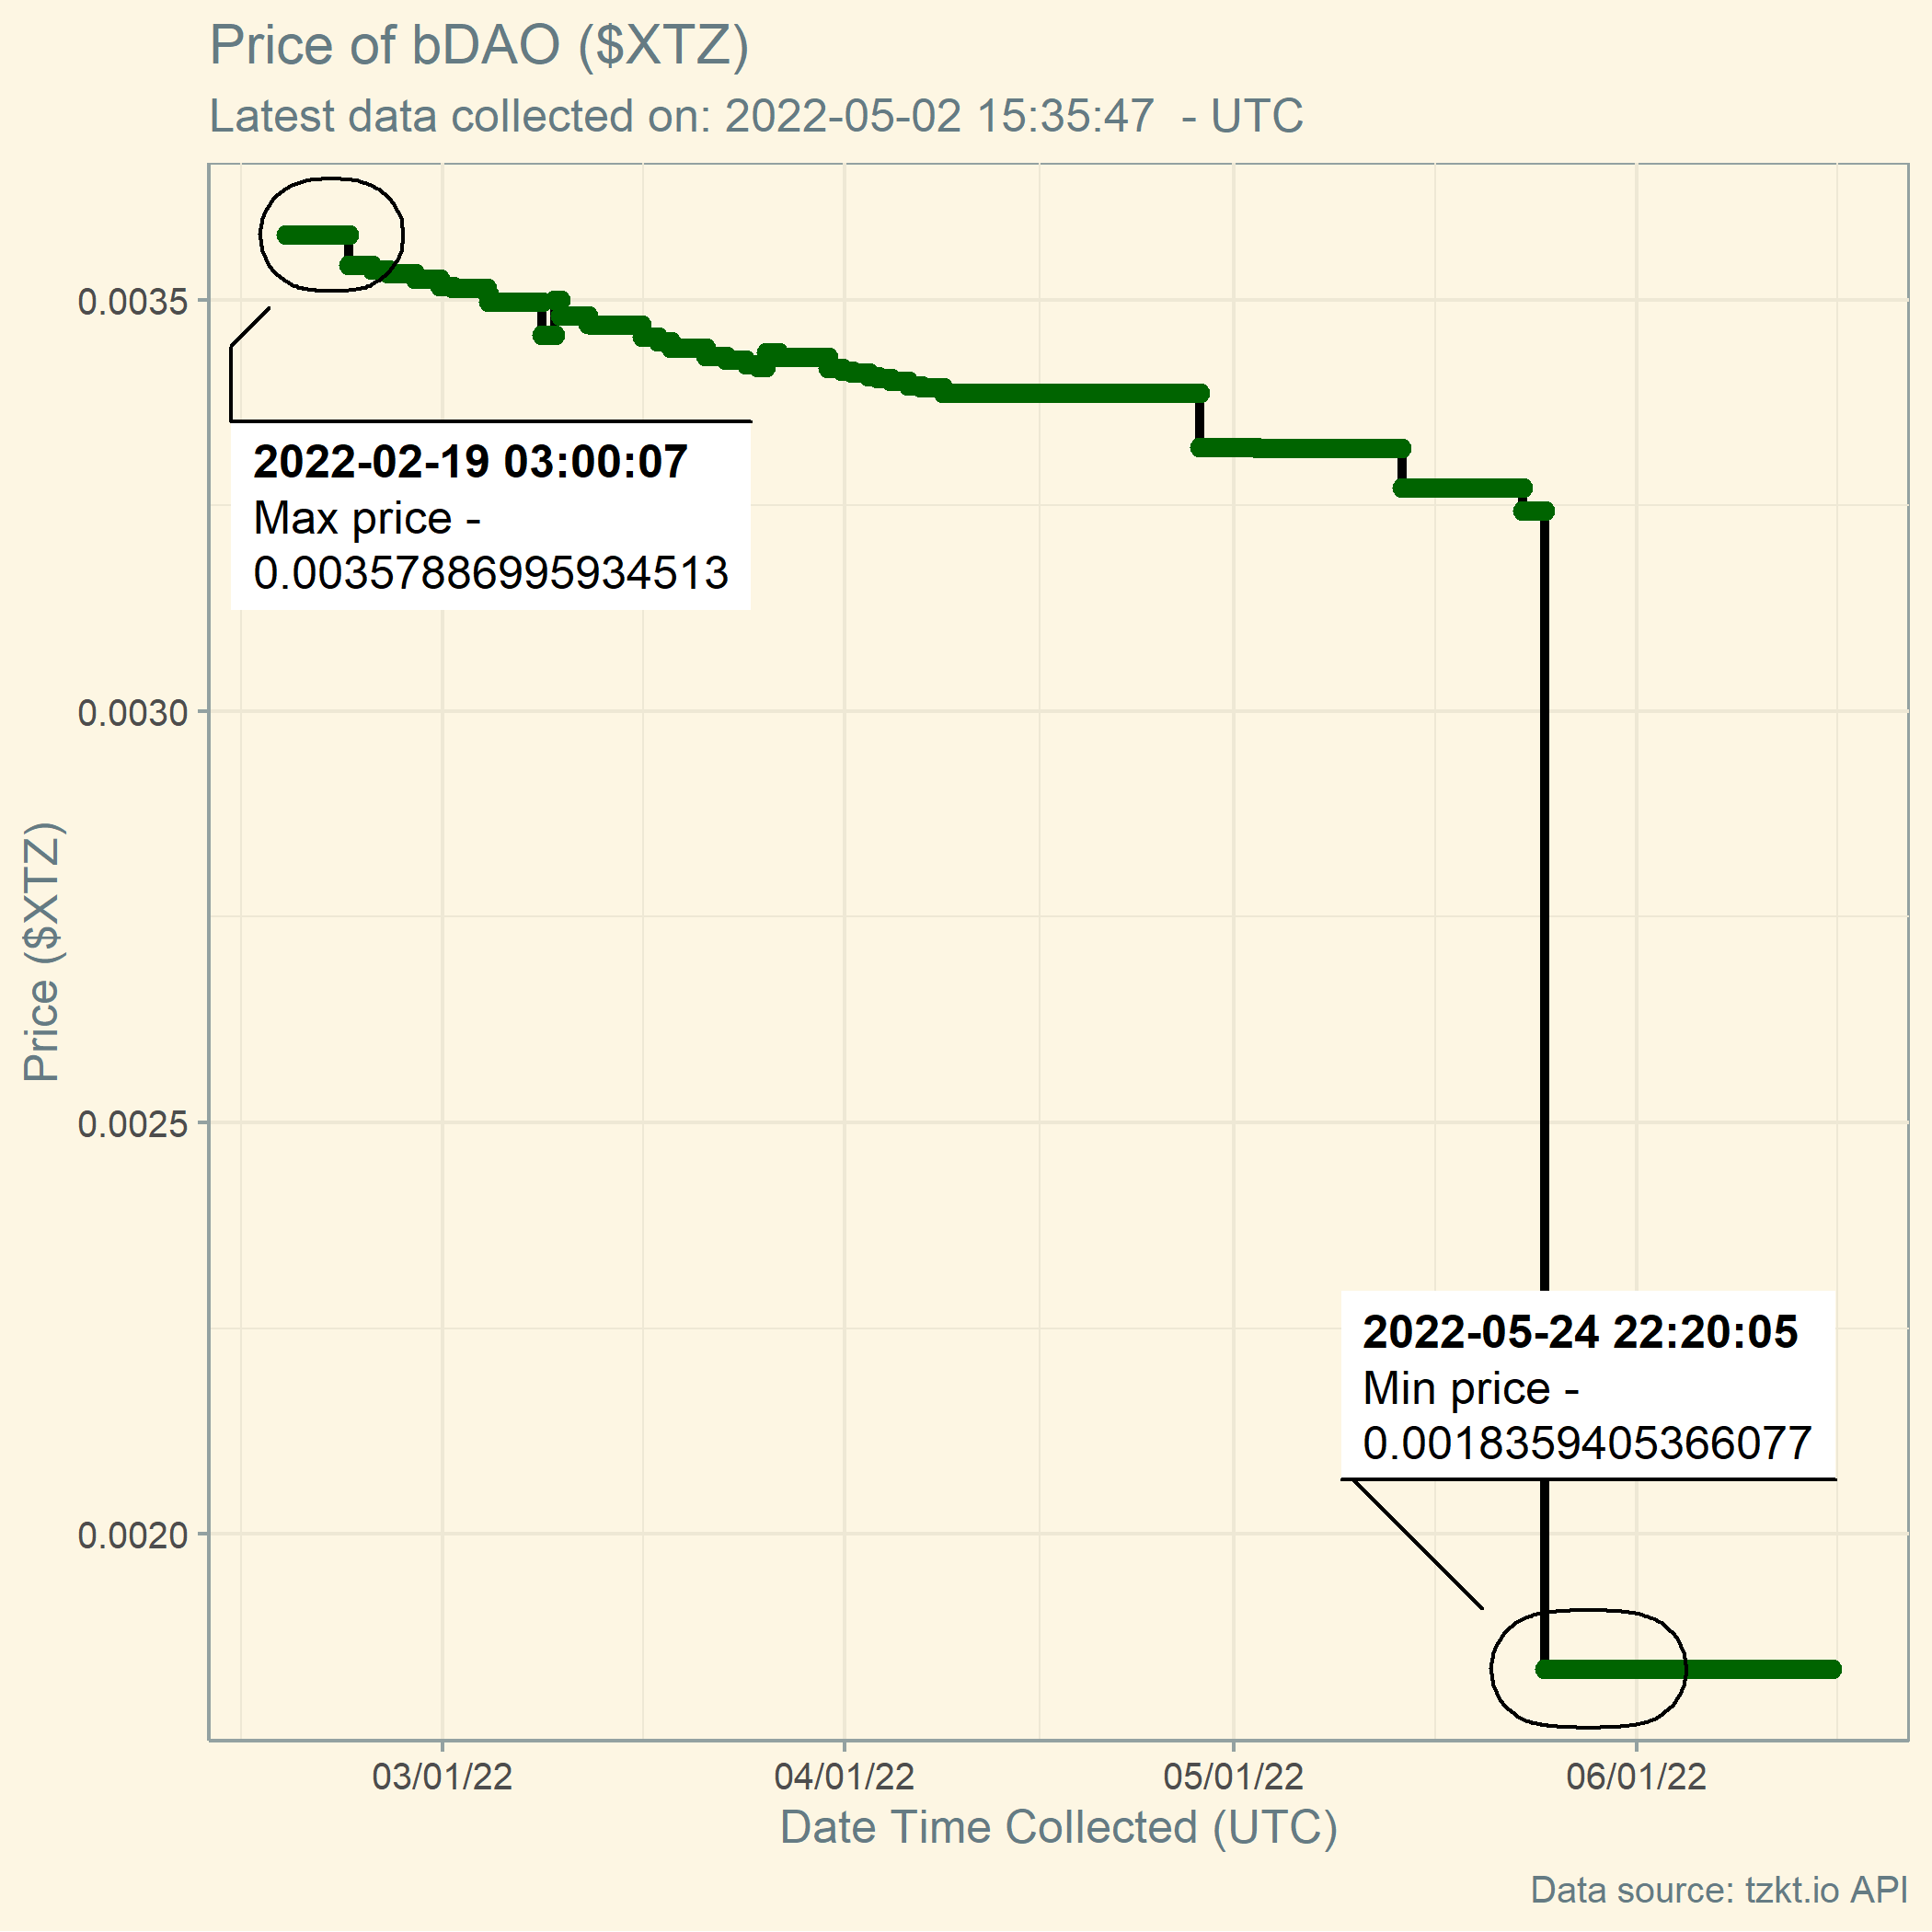 Price of bDAO ($XTZ)
Latest data collected on: 2022-05-02 15:35:47 - UTC
0.0035
0.0030
0.0025
0.0020
Price ($XTZ)
2022-02-19 03:00:07
Max price -
0.00357886995934513
2022-05-24 22:20:05
Min price -
0.0018359405366077
03/01/22
04/01/22
05/01/22
06/01/22
Date Time Collected (UTC)
Data source: tzkt.io API